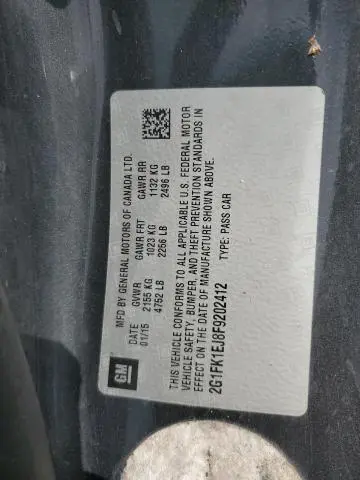 GM
MFD BY GENERAL MOTORS OF CANADA LTD.
DATE GVWR GAWR FRT GAWR RR
01/15 2155 KG 1023 KG 1132 KG
4752 LB 2256 LB 2496 LB
THIS VEHICLE CONFORMS TO ALL APPLICABLE U.S. FEDERAL MOTOR
VEHICLE SAFETY, BUMPER, AND THEFT PREVENTION STANDARDS IN
EFFECT ON THE DATE OF MANUFACTURE SHOWN ABOVE.
2G1FK1EJ8F9202412 TYPE: PASS CAR